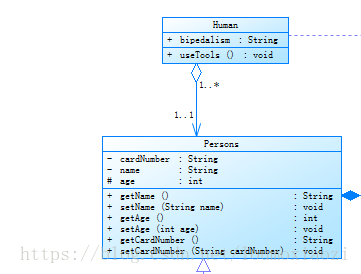 Human
+ bipedalism : String
+ useTools () : void
1..*
1..1
Persons
- cardNumber : String
- name : String
# age : int
+ getName () : String
+ setName (String name) : void
+ getAge () : int
+ setAge (int age) : void
+ getCardNumber () : String
+ setCardNumber (String cardNumber) : void